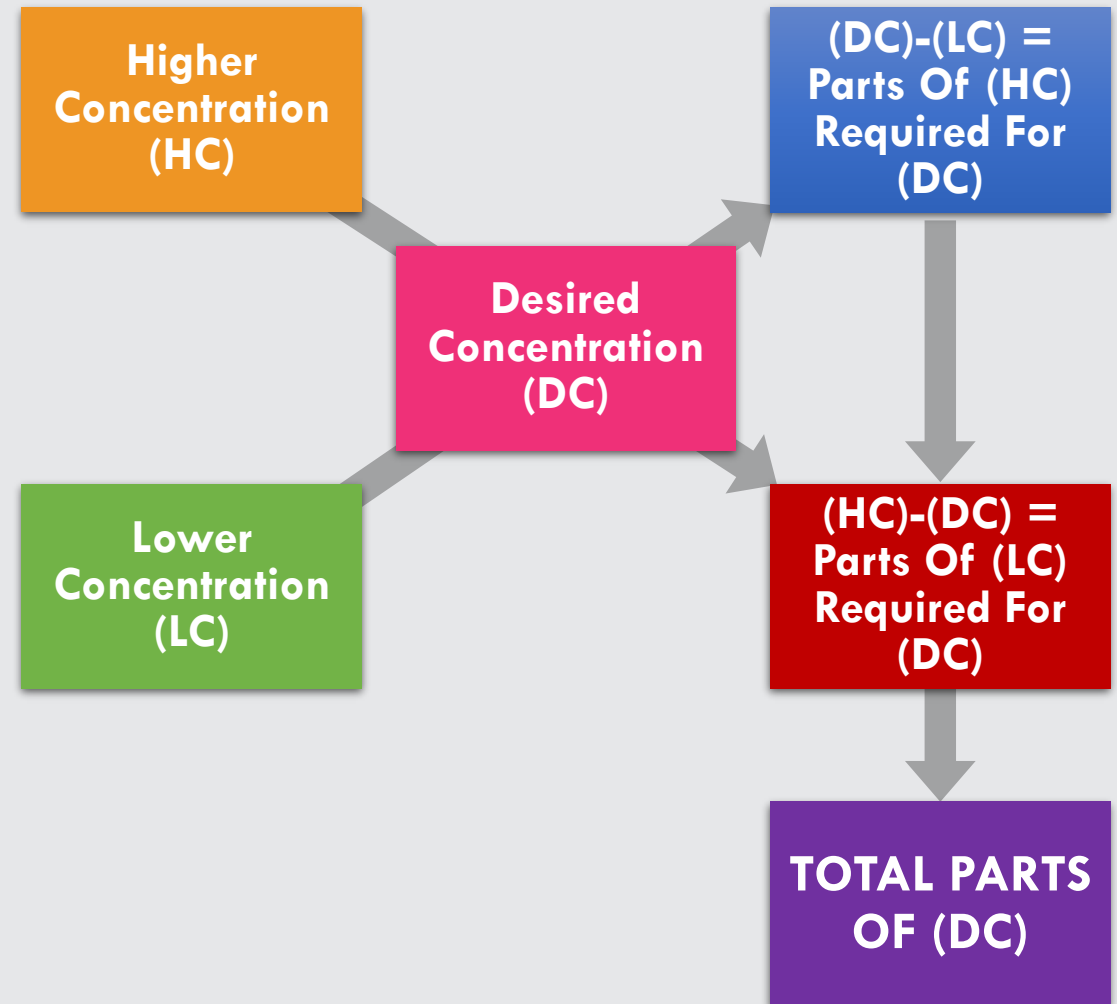 Higher
Concentration
(HC)
(DC)-(LC) =
Parts Of (HC)
Required For
(DC)
Desired
Concentration
(DC)
Lower
Concentration
(LC)
(HC)-(DC) =
Parts Of (LC)
Required For
(DC)
TOTAL PARTS
OF (DC)